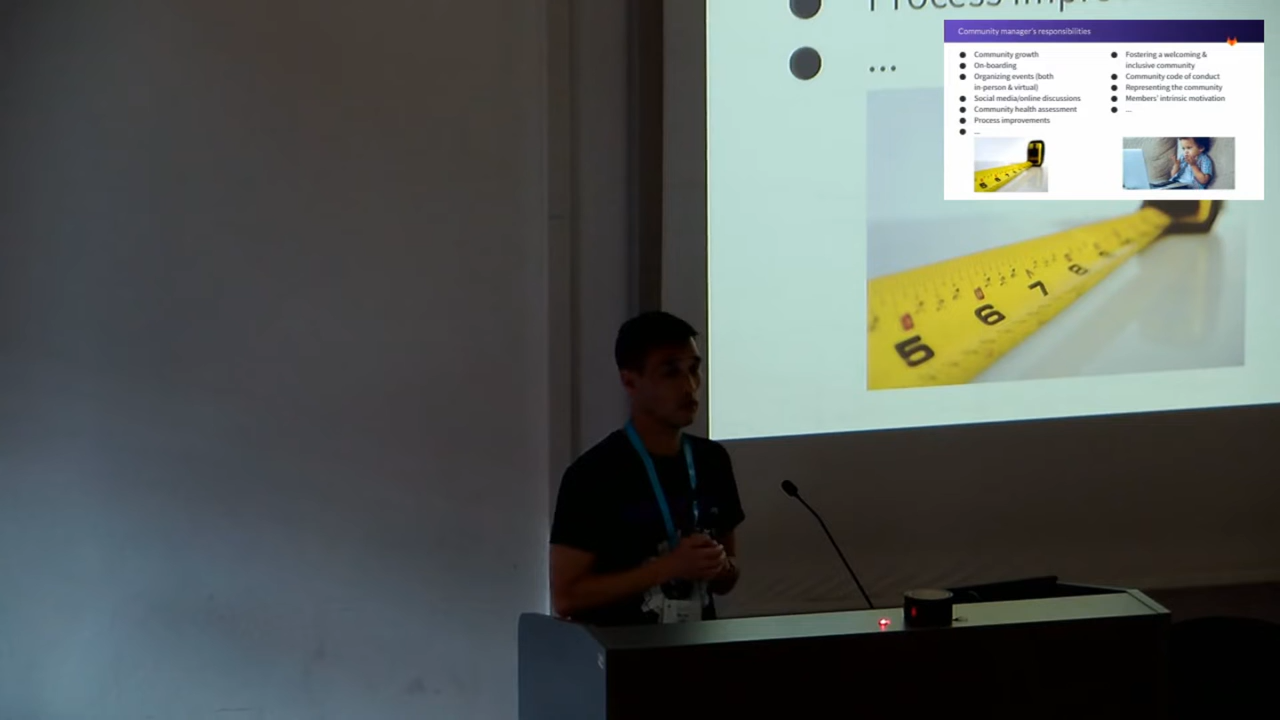 Process impro
...
Community manager's responsibilities
Community growth
On-boarding
Organizing events (both
in-person & virtual)
Social media/online discussions
Community health assessment
Process improvements
...
Fostering a welcoming &
inclusive community
Community code of conduct
Representing the community
Members' intrinsic motivation
...
5 6 7 8